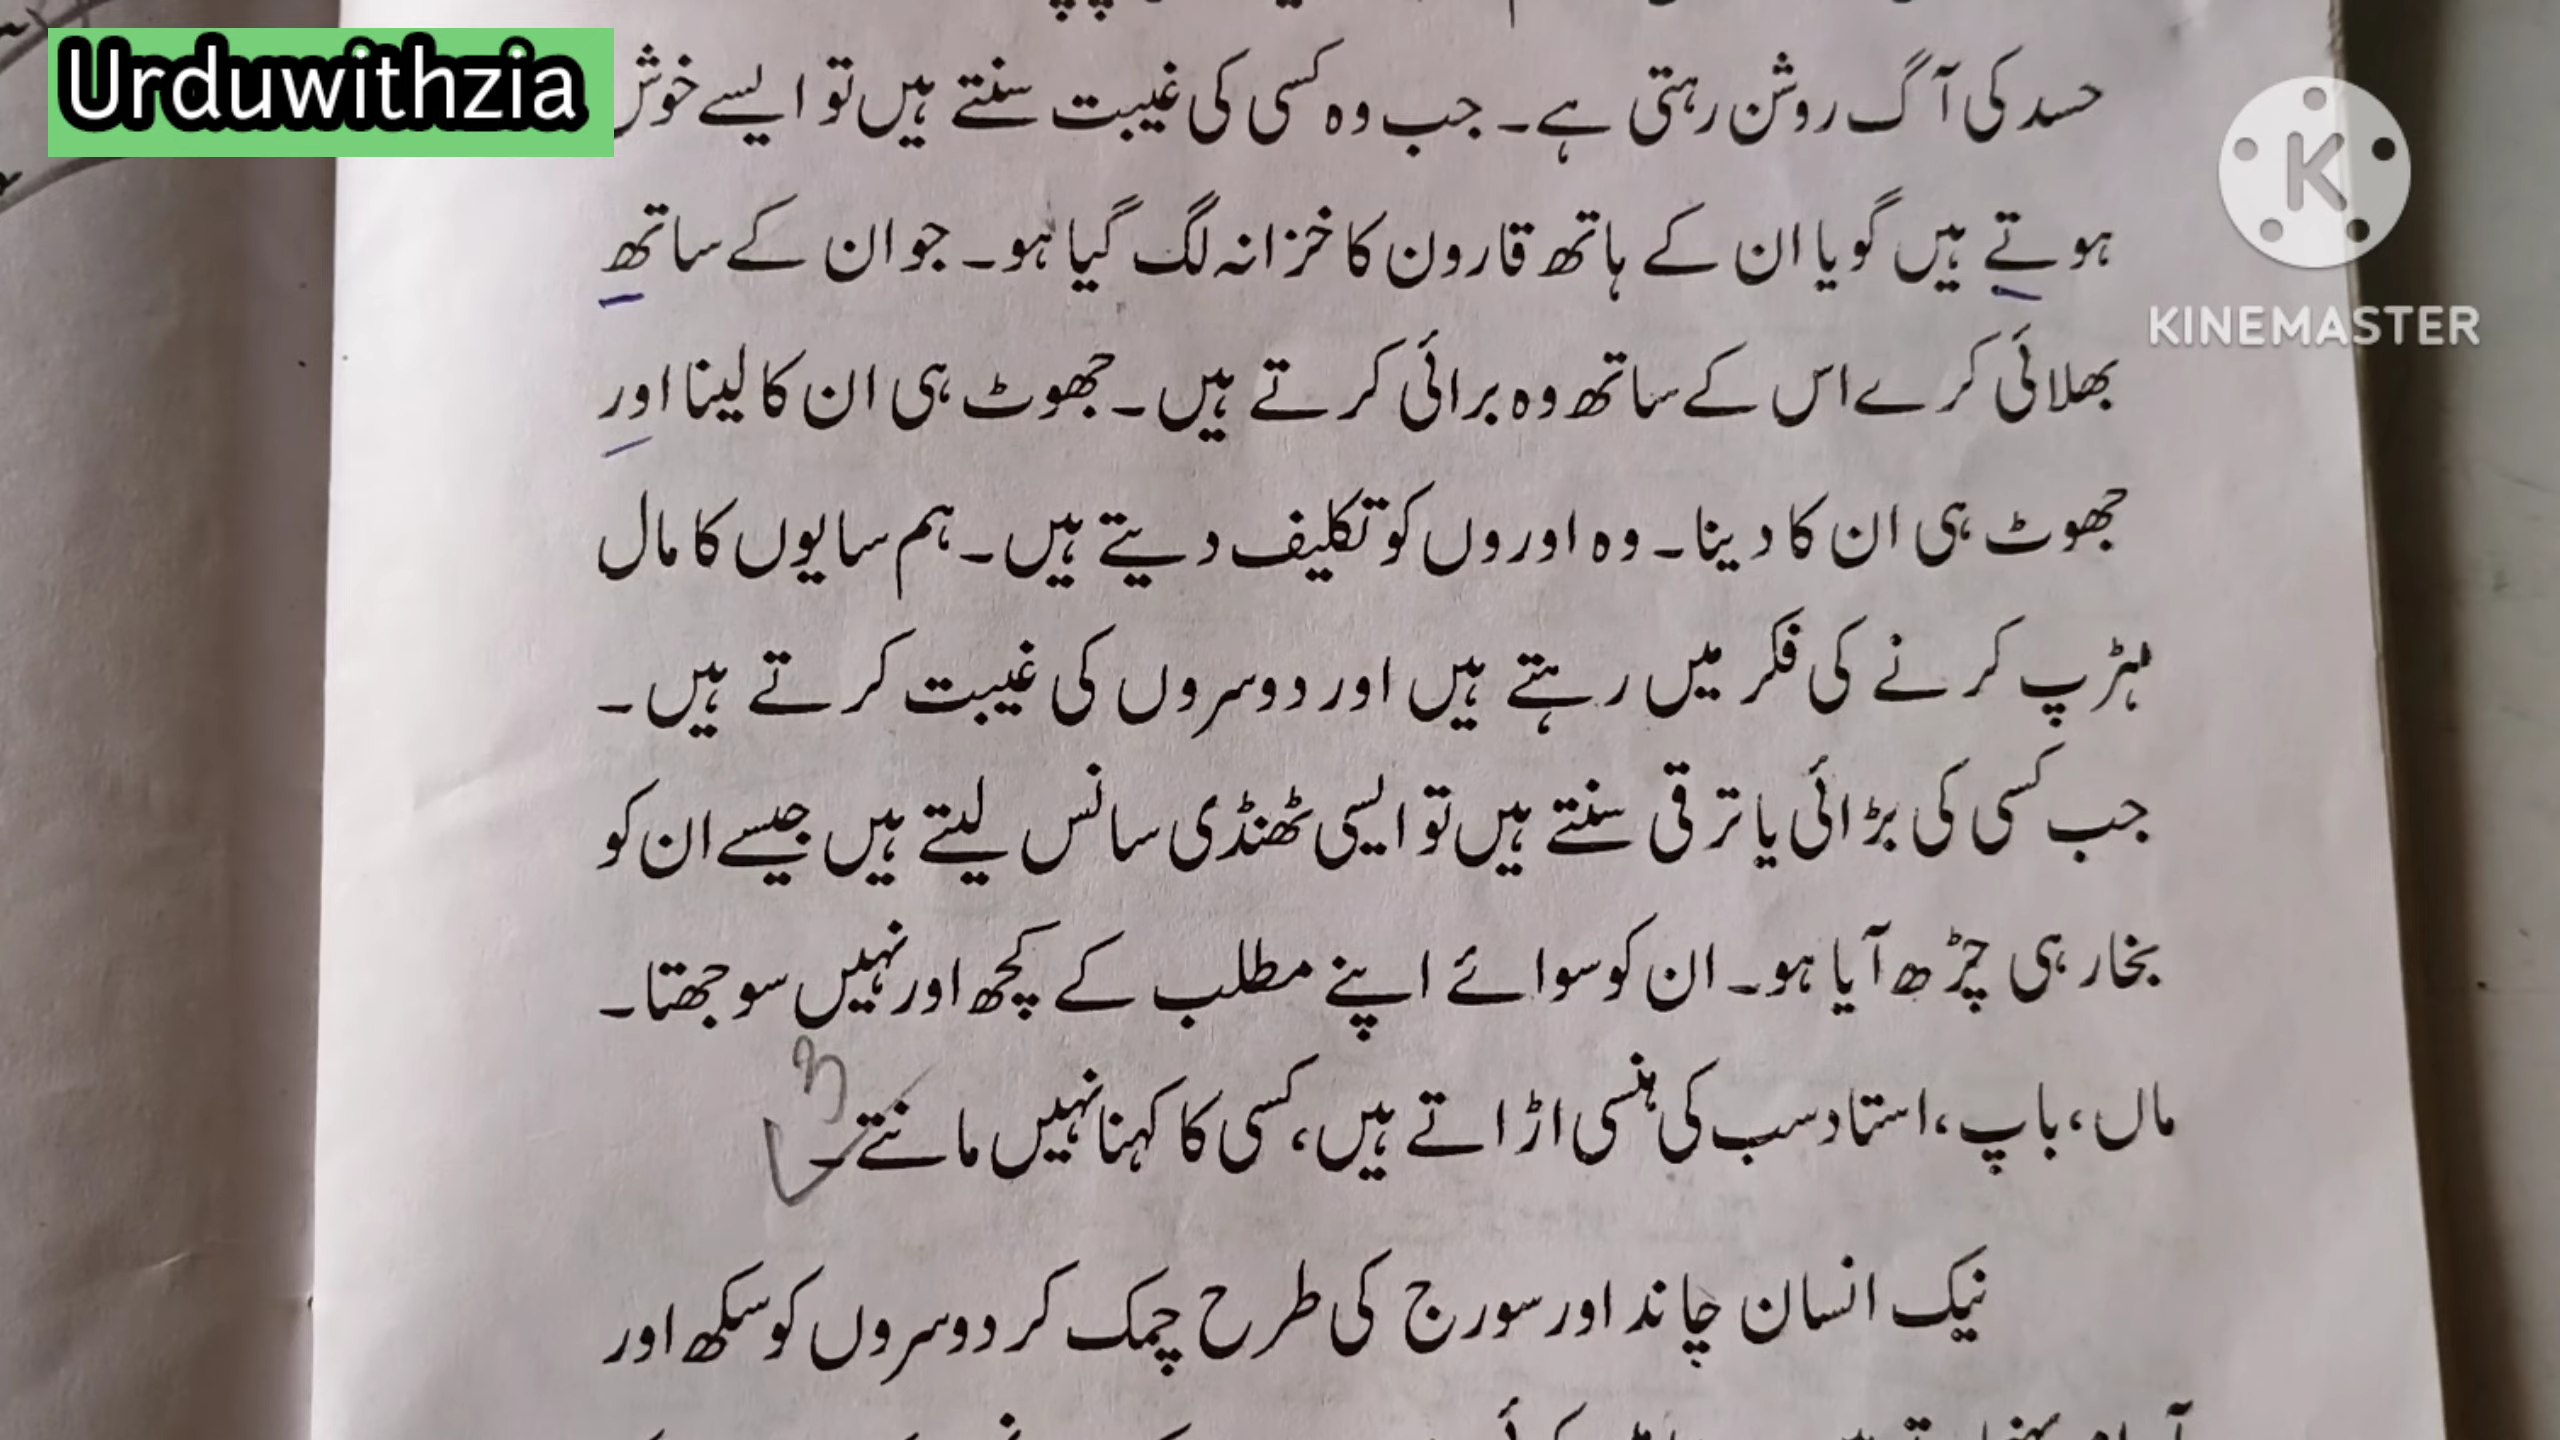 Urduwithzia
KINEMASTER
حسد کی آگ روشن رہتی ہے۔ جب وہ کسی کی غیبت سنتے ہیں تو ایسے خوش
ہوتے ہیں گویا ان کے ہاتھ قارون کا خزانہ لگ گیا ہو۔ جو ان کے ساتھ
بھلائی کرے اس کے ساتھ وہ برائی کرتے ہیں۔ جھوٹ ہی ان کا لینا اور
جھوٹ ہی ان کا دینا۔ وہ اوروں کو تکلیف دیتے ہیں۔ ہم سایوں کا مال
ہڑپ کرنے کی فکر میں رہتے ہیں اور دوسروں کی غیبت کرتے ہیں۔
جب کسی کی بڑائی یا ترقی سنتے ہیں تو ایسی ٹھنڈی سانس لیتے ہیں جیسے ان کو
بخار ہی چڑھ آیا ہو۔ ان کو سوائے اپنے مطلب کے کچھ اور نہیں سوجھتا۔
ماں، باپ، استاد سب کی ہنسی اڑاتے ہیں، کسی کا کہنا نہیں مانتے۔
نیک انسان چاند اور سورج کی طرح چمک کر دوسروں کو سکھ اور